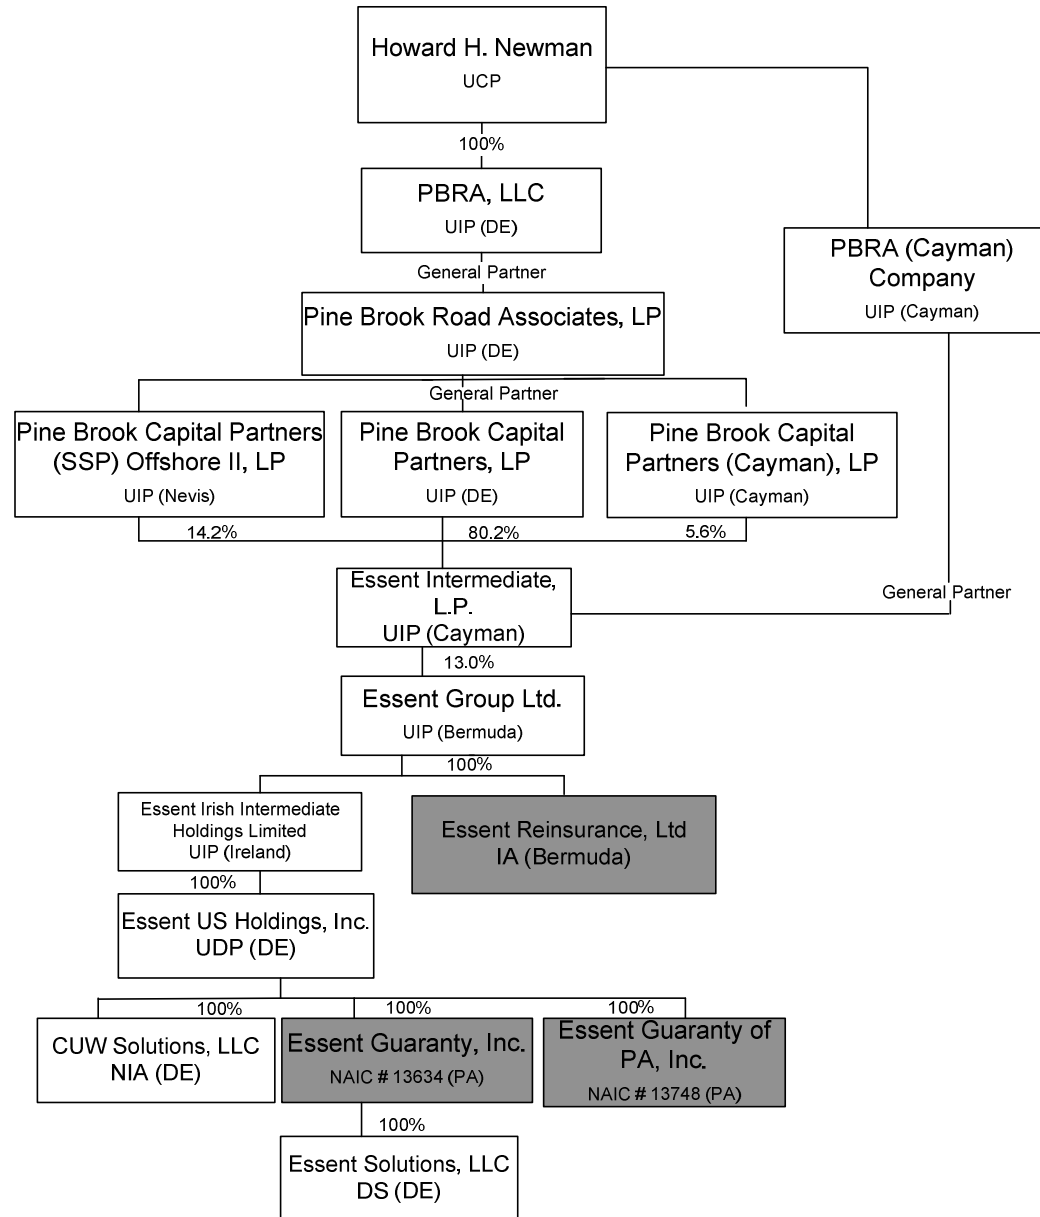 Howard H. Newman
UCP
100%
PBRA, LLC
UIP (DE)
PBRA (Cayman)
Company
UIP (Cayman)
General Partner
Pine Brook Road Associates, LP
UIP (DE)
General Partner
Pine Brook Capital Partners
(SSP) Offshore II, LP
UIP (Nevis)
Pine Brook Capital
Partners, LP
UIP (DE)
Pine Brook Capital
Partners (Cayman), LP
UIP (Cayman)
14.2%
80.2%
5.6%
Essent Intermediate,
L.P.
UIP (Cayman)
General Partner
13.0%
Essent Group Ltd.
UIP (Bermuda)
100%
Essent Irish Intermediate
Holdings Limited
UIP (Ireland)
Essent Reinsurance, Ltd
IA (Bermuda)
100%
Essent US Holdings, Inc.
UDP (DE)
100%
100%
100%
CUW Solutions, LLC
NIA (DE)
Essent Guaranty, Inc.
NAIC # 13634 (PA)
Essent Guaranty of
PA, Inc.
NAIC # 13748 (PA)
100%
Essent Solutions, LLC
DS (DE)